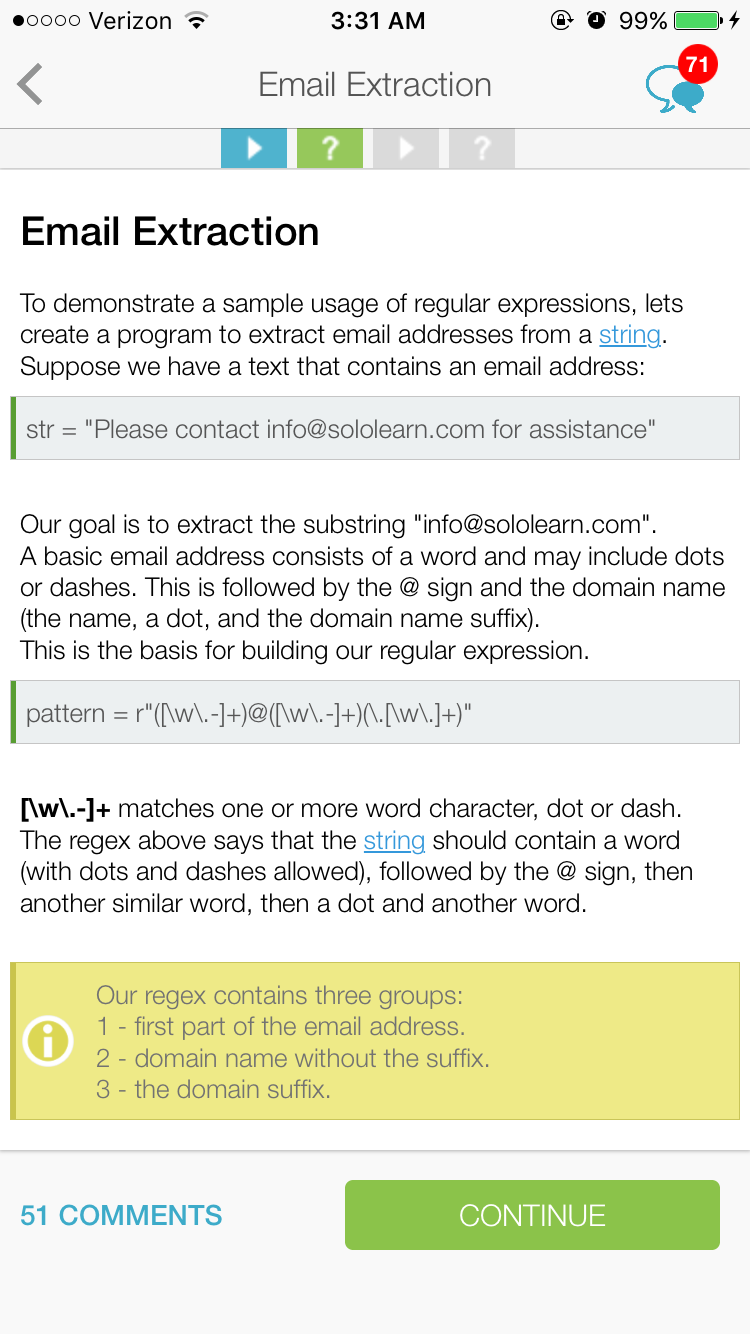 Verizon 3:31 AM 99%
Email Extraction 71
? ?
Email Extraction
To demonstrate a sample usage of regular expressions, lets
create a program to extract email addresses from a string.
Suppose we have a text that contains an email address:
str = "Please contact info@sololearn.com for assistance"
Our goal is to extract the substring "info@sololearn.com".
A basic email address consists of a word and may include dots
or dashes. This is followed by the @ sign and the domain name
(the name, a dot, and the domain name suffix).
This is the basis for building our regular expression.
pattern = r"([\w\.-]+)@([\w\.-]+)(\.[\w\.]+)"
[\w\.-]+ matches one or more word character, dot or dash.
The regex above says that the string should contain a word
(with dots and dashes allowed), followed by the @ sign, then
another similar word, then a dot and another word.
Our regex contains three groups:
1 - first part of the email address.
2 - domain name without the suffix.
3 - the domain suffix.
51 COMMENTS CONTINUE